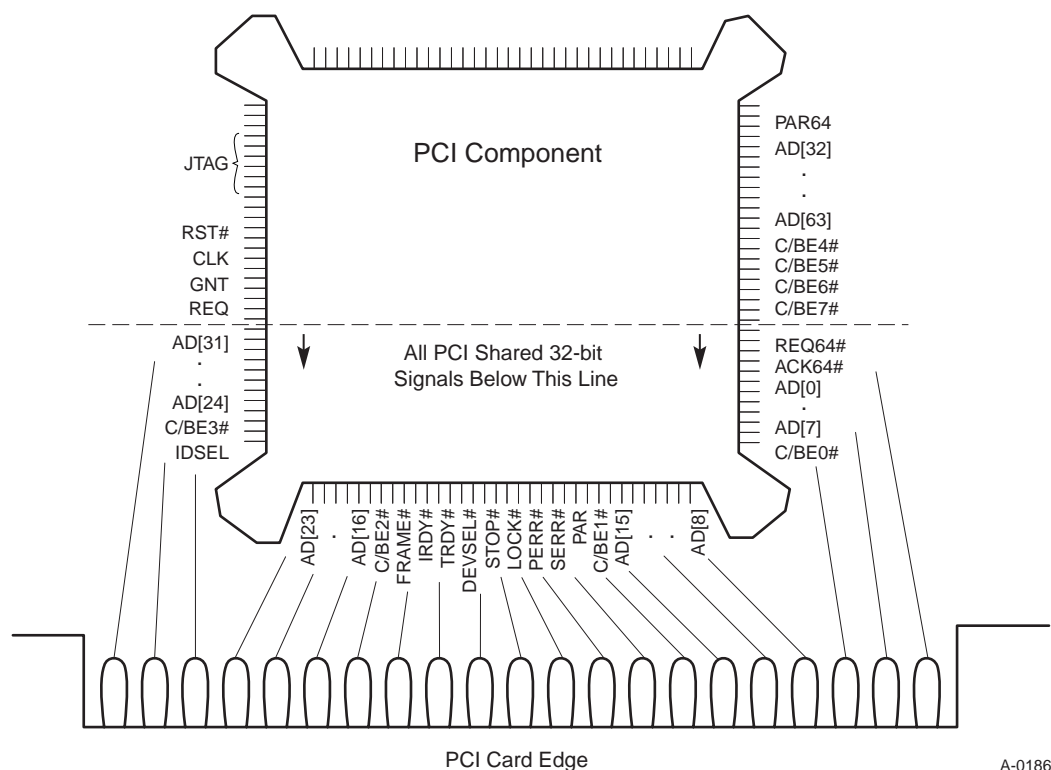 PCI Component
JTAG
RST#
CLK
GNT
REQ
AD[31]
.
.
AD[24]
C/BE3#
IDSEL
PAR64
AD[32]
.
.
AD[63]
C/BE4#
C/BE5#
C/BE6#
C/BE7#
All PCI Shared 32-bit
Signals Below This Line
REQ64#
ACK64#
AD[0]
.
AD[7]
C/BE0#
AD[23]
.
AD[16]
C/BE2#
FRAME#
IRDY#
TRDY#
DEVSEL#
STOP#
LOCK#
PERR#
SERR#
PAR
C/BE1#
AD[15]
.
.
AD[8]
PCI Card Edge
A-0186